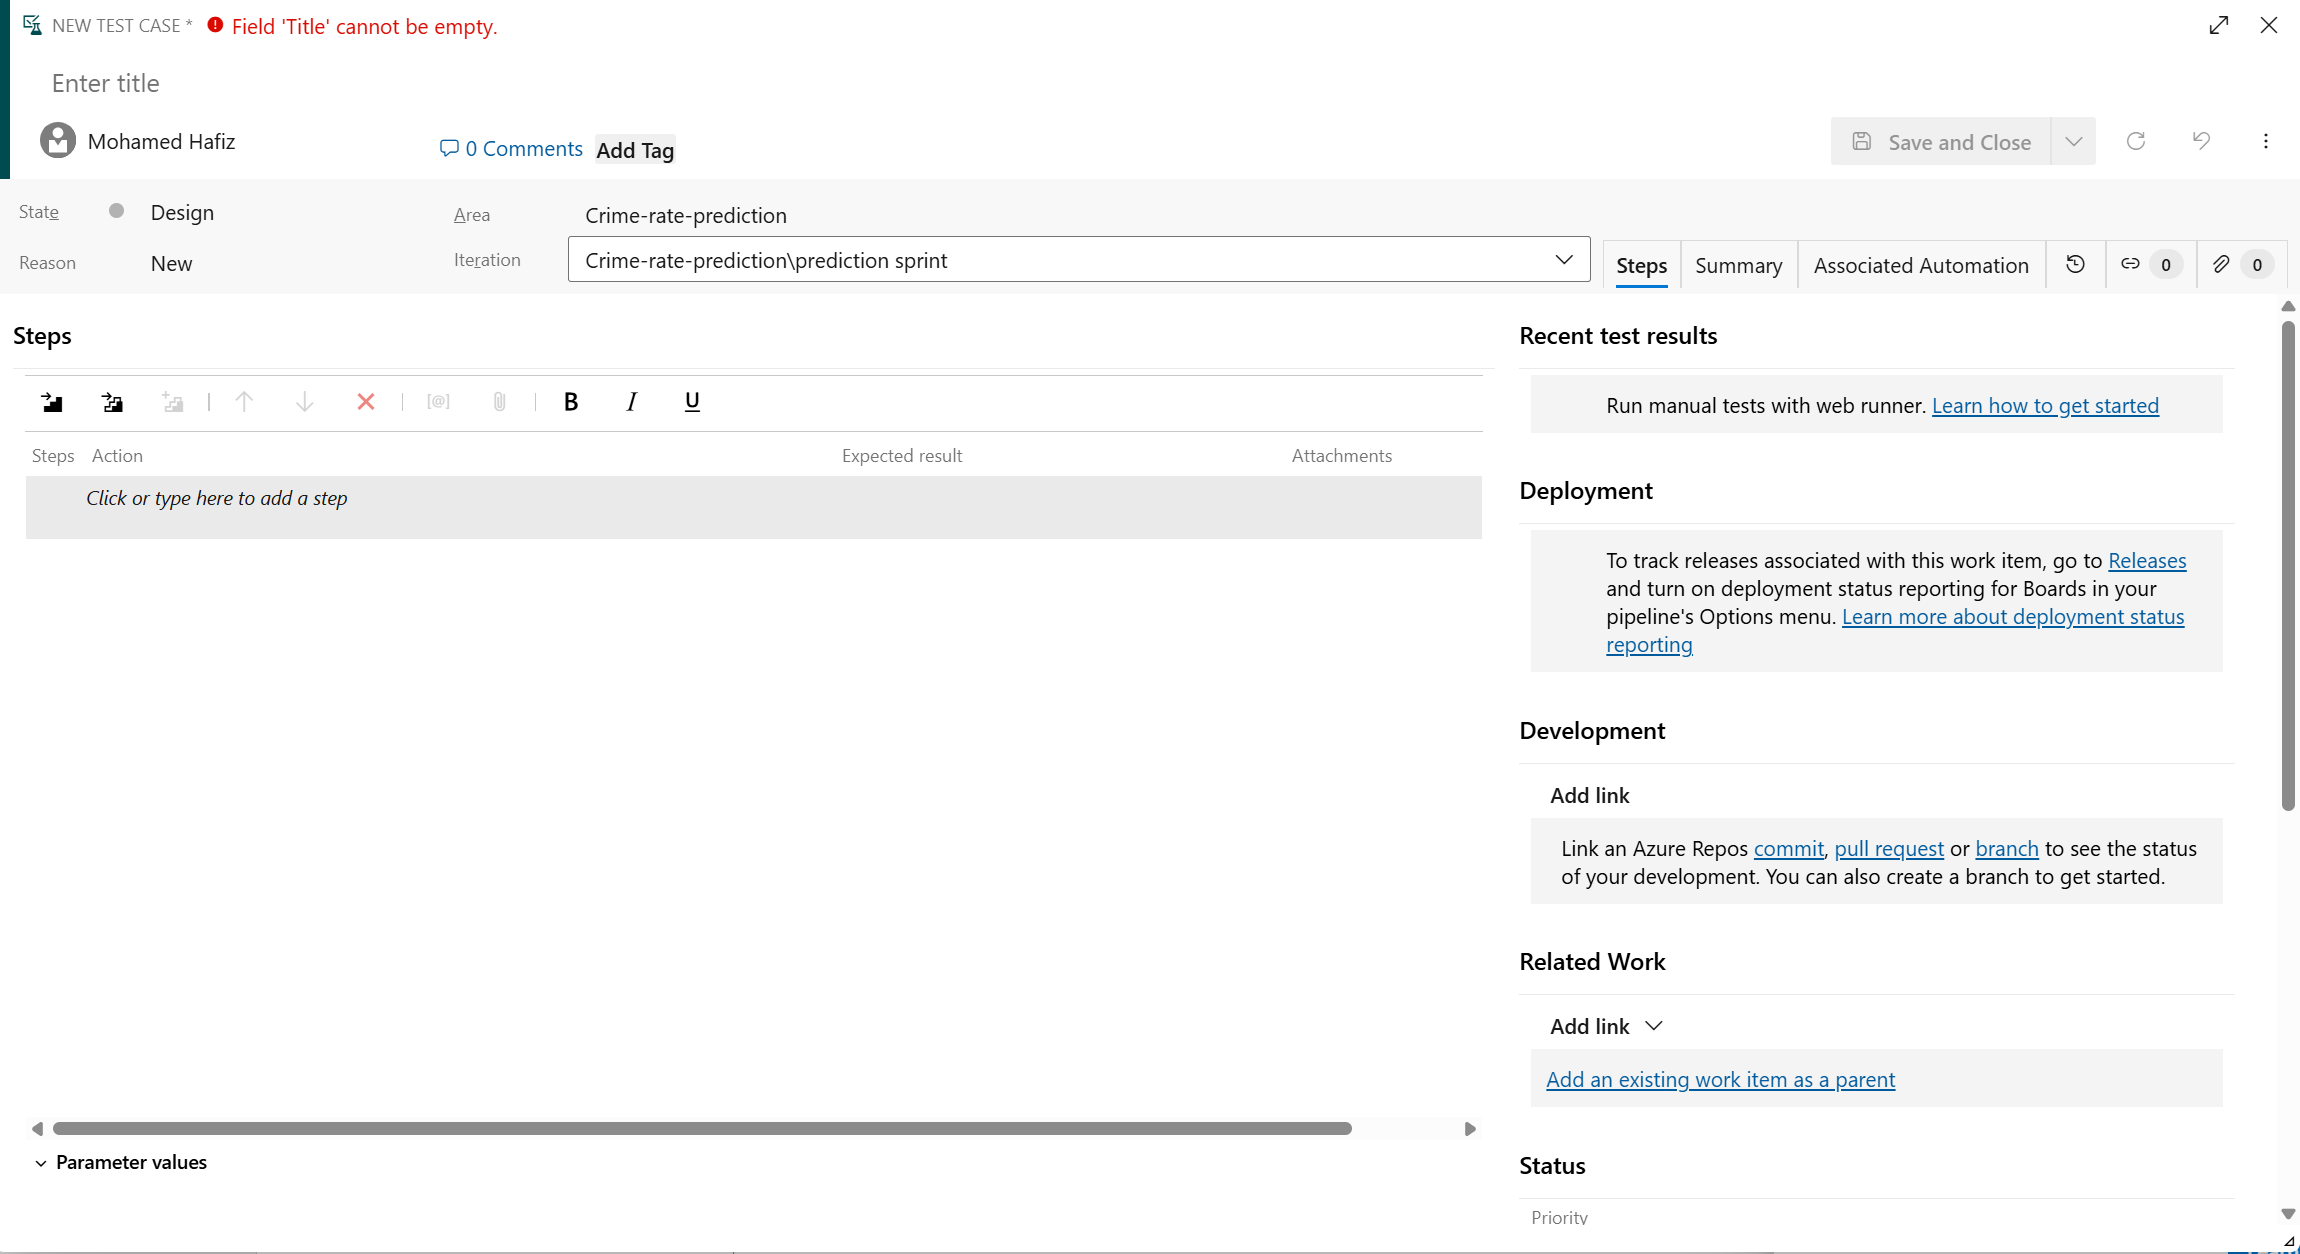 NEW TEST CASE * Field 'Title' cannot be empty.
Enter title
Mohamed Hafiz
0 Comments Add Tag
Save and Close
State Design
Area Crime-rate-prediction
Reason New
Iteration Crime-rate-prediction\prediction sprint
Steps Summary Associated Automation 0 0
Steps
B I U
Steps Action Expected result Attachments
Click or type here to add a step
Parameter values
Recent test results
Run manual tests with web runner. Learn how to get started
Deployment
To track releases associated with this work item, go to Releases
and turn on deployment status reporting for Boards in your
pipeline's Options menu. Learn more about deployment status
reporting
Development
Add link
Link an Azure Repos commit, pull request or branch to see the status
of your development. You can also create a branch to get started.
Related Work
Add link
Add an existing work item as a parent
Status
Priority